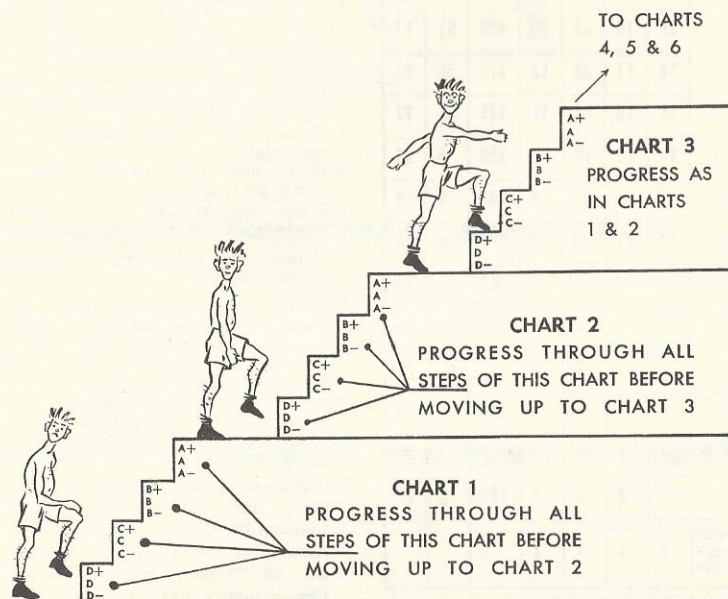 TO CHARTS
4, 5 & 6
A+
A
A−
B+
B
B−
C+
C
C−
D+
D
D−
CHART 3
PROGRESS AS
IN CHARTS
1 & 2
A+
A
A−
B+
B
B−
C+
C
C−
D+
D
D−
CHART 2
PROGRESS THROUGH ALL
STEPS OF THIS CHART BEFORE
MOVING UP TO CHART 3
A+
A
A−
B+
B
B−
C+
C
C−
D+
D
D−
CHART 1
PROGRESS THROUGH ALL
STEPS OF THIS CHART BEFORE
MOVING UP TO CHART 2